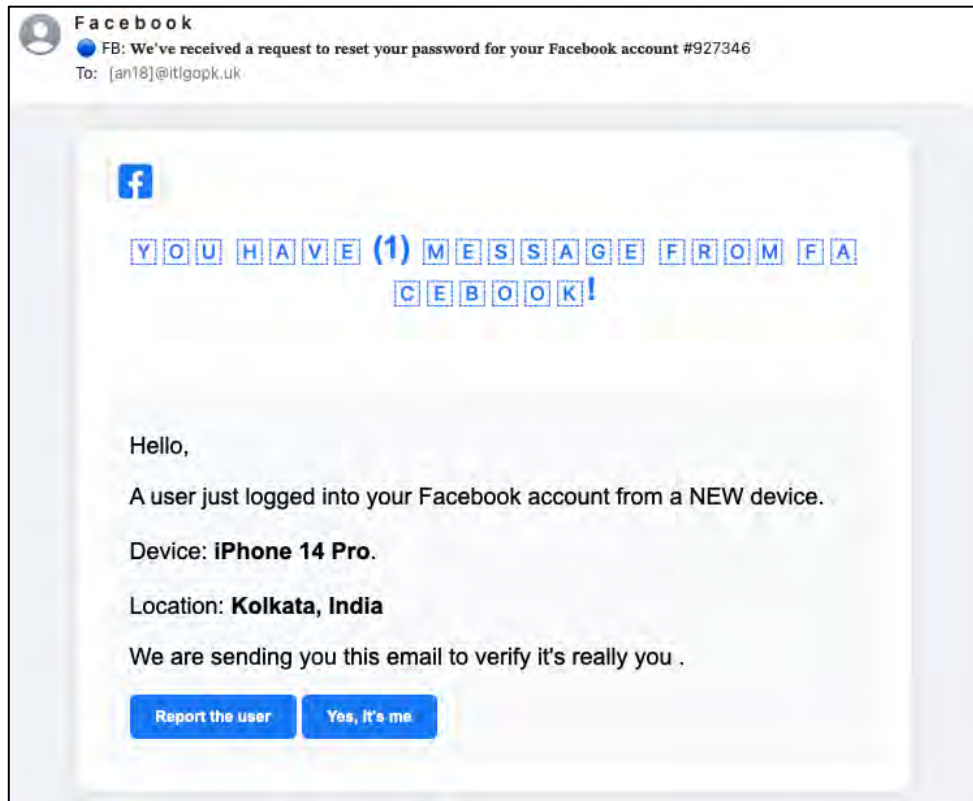 F a c e b o o k
FB: We've received a request to reset your password for your Facebook account #927346
To: [an18]@itlgopk.uk
f
🅈🄾🅄 🄷🄰🅅🄴 (1) 🄼🄴🅂🅂🄰🄶🄴 🄵🅁🄾🄼 🄵🄰
🄲🄴🄱🄾🄾🄺!
Hello,
A user just logged into your Facebook account from a NEW device.
Device: iPhone 14 Pro.
Location: Kolkata, India
We are sending you this email to verify it's really you .
Report the user Yes, It's me